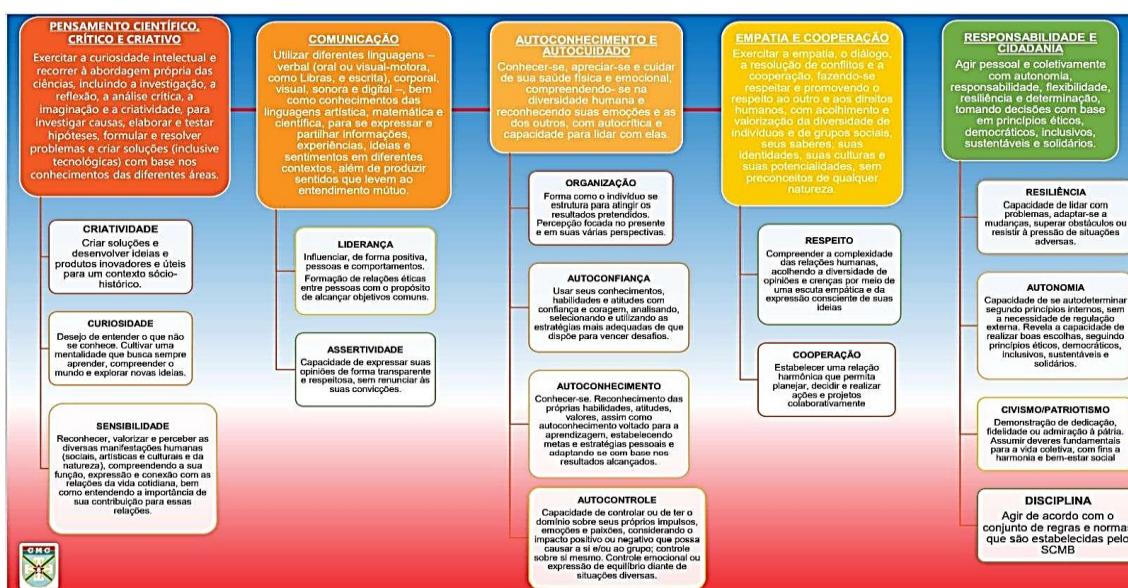 PENSAMENTO CIENTÍFICO,
CRÍTICO E CRIATIVO
Exercitar a curiosidade intelectual e
recorrer à abordagem própria das
ciências, incluindo a investigação, a
reflexão, a análise crítica, a
imaginação e a criatividade, para
investigar causas, elaborar e testar
hipóteses, formular e resolver
problemas e criar soluções (inclusive
tecnológicas) com base nos
conhecimentos das diferentes áreas.
CRIATIVIDADE
Criar soluções e
desenvolver ideias e
produtos inovadores e úteis
para um contexto sócio-
histórico.
CURIOSIDADE
Desejo de entender o que não
se conhece. Cultivar uma
mentalidade que busca sempre
aprender, compreender o
mundo e explorar novas ideias.
SENSIBILIDADE
Reconhecer, valorizar e perceber as
diversas manifestações humanas
(sociais, artísticas e culturais e da
natureza), compreendendo a sua
função, expressão e conexão com as
relações da vida cotidiana, bem
como entendendo a importância de
sua contribuição para essas
relações.
COMUNICAÇÃO
Utilizar diferentes linguagens –
verbal (oral ou visual-motora,
como Libras, e escrita), corporal,
visual, sonora e digital –, bem
como conhecimentos das
linguagens artística, matemática e
científica, para se expressar e
partilhar informações,
experiências, ideias e
sentimentos em diferentes
contextos, além de produzir
sentidos que levem ao
entendimento mútuo.
LIDERANÇA
Influenciar, de forma positiva,
pessoas e comportamentos.
Formação de relações éticas
entre pessoas com o propósito
de alcançar objetivos comuns.
ASSERTIVIDADE
Capacidade de expressar suas
opiniões de forma transparente
e respeitosa, sem renunciar às
suas convicções.
AUTOCONHECIMENTO E
AUTOCUIDADO
Conhecer-se, apreciar-se e cuidar
de sua saúde física e emocional,
compreendendo- se na
diversidade humana e
reconhecendo suas emoções e as
dos outros, com autocrítica e
capacidade para lidar com elas.
ORGANIZAÇÃO
Forma como o indivíduo se
estrutura para atingir os
resultados pretendidos.
Percepção focada no presente
e em suas várias perspectivas.
AUTOCONFIANÇA
Usar seus conhecimentos,
habilidades e atitudes com
confiança e coragem, analisando,
selecionando e utilizando as
estratégias mais adequadas de que
dispõe para vencer desafios.
AUTOCONHECIMENTO
Conhecer-se. Reconhecimento das
próprias habilidades, atitudes,
valores, assim como
autoconhecimento voltado para a
aprendizagem, estabelecendo
metas e estratégias pessoais e
adaptando se com base nos
resultados alcançados.
AUTOCONTROLE
Capacidade de controlar ou de ter o
domínio sobre seus próprios impulsos,
emoções e paixões, considerando o
impacto positivo ou negativo que possa
causar a si e/ou ao grupo; controle
sobre si mesmo. Controle emocional ou
expressão de equilíbrio diante de
situações diversas.
EMPATIA E COOPERAÇÃO
Exercitar a empatia, o diálogo,
a resolução de conflitos e a
cooperação, fazendo-se
respeitar e promovendo o
respeito ao outro e aos direitos
humanos, com acolhimento e
valorização da diversidade de
indivíduos e de grupos sociais,
seus saberes, suas
identidades, suas culturas e
suas potencialidades, sem
preconceitos de qualquer
natureza.
RESPEITO
Compreender a complexidade
das relações humanas,
acolhendo a diversidade de
opiniões e crenças por meio de
uma escuta empática e da
expressão consciente de suas
ideias
COOPERAÇÃO
Estabelecer uma relação
harmônica que permita
planejar, decidir e realizar
ações e projetos
colaborativamente
RESPONSABILIDADE E
CIDADANIA
Agir pessoal e coletivamente
com autonomia,
responsabilidade, flexibilidade,
resiliência e determinação,
tomando decisões com base
em princípios éticos,
democráticos, inclusivos,
sustentáveis e solidários.
RESILIÊNCIA
Capacidade de lidar com
problemas, adaptar-se a
mudanças, superar obstáculos ou
resistir à pressão de situações
adversas.
AUTONOMIA
Capacidade de se autodeterminar
segundo princípios internos, sem
a necessidade de regulação
externa. Revela a capacidade de
realizar boas escolhas, seguindo
princípios éticos, democráticos,
inclusivos, sustentáveis e
solidários.
CIVISMO/PATRIOTISMO
Demonstração de dedicação,
fidelidade ou admiração à pátria.
Assumir deveres fundamentais
para a vida coletiva, com fins a
harmonia e bem-estar social
DISCIPLINA
Agir de acordo com o
conjunto de regras e normas
que são estabelecidas pelo
SCMB
CMC